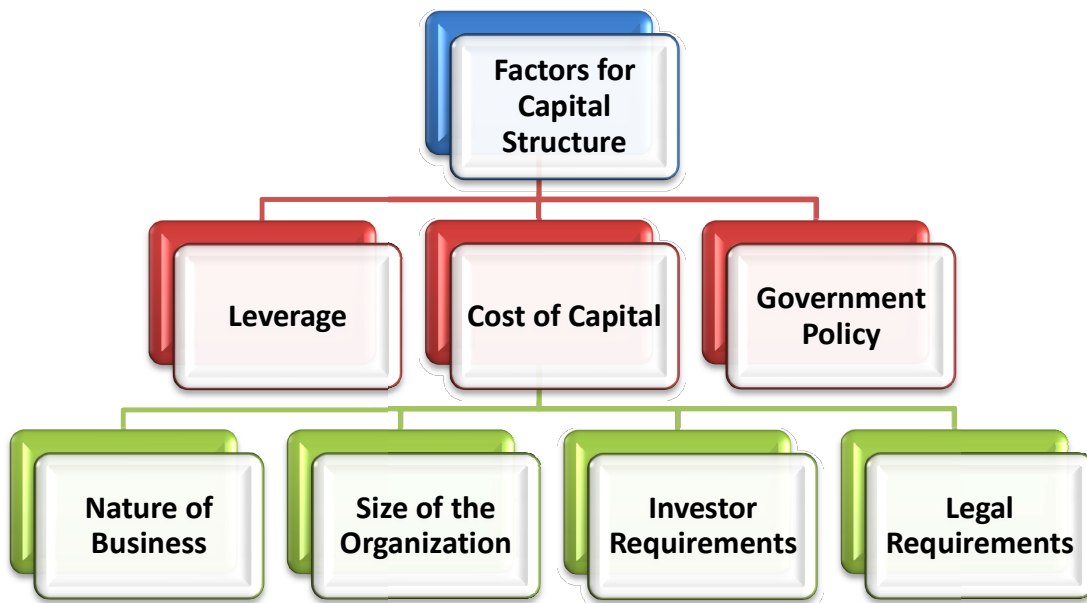 Factors for
Capital
Structure
Leverage
Cost of Capital
Government
Policy
Nature of
Business
Size of the
Organization
Investor
Requirements
Legal
Requirements